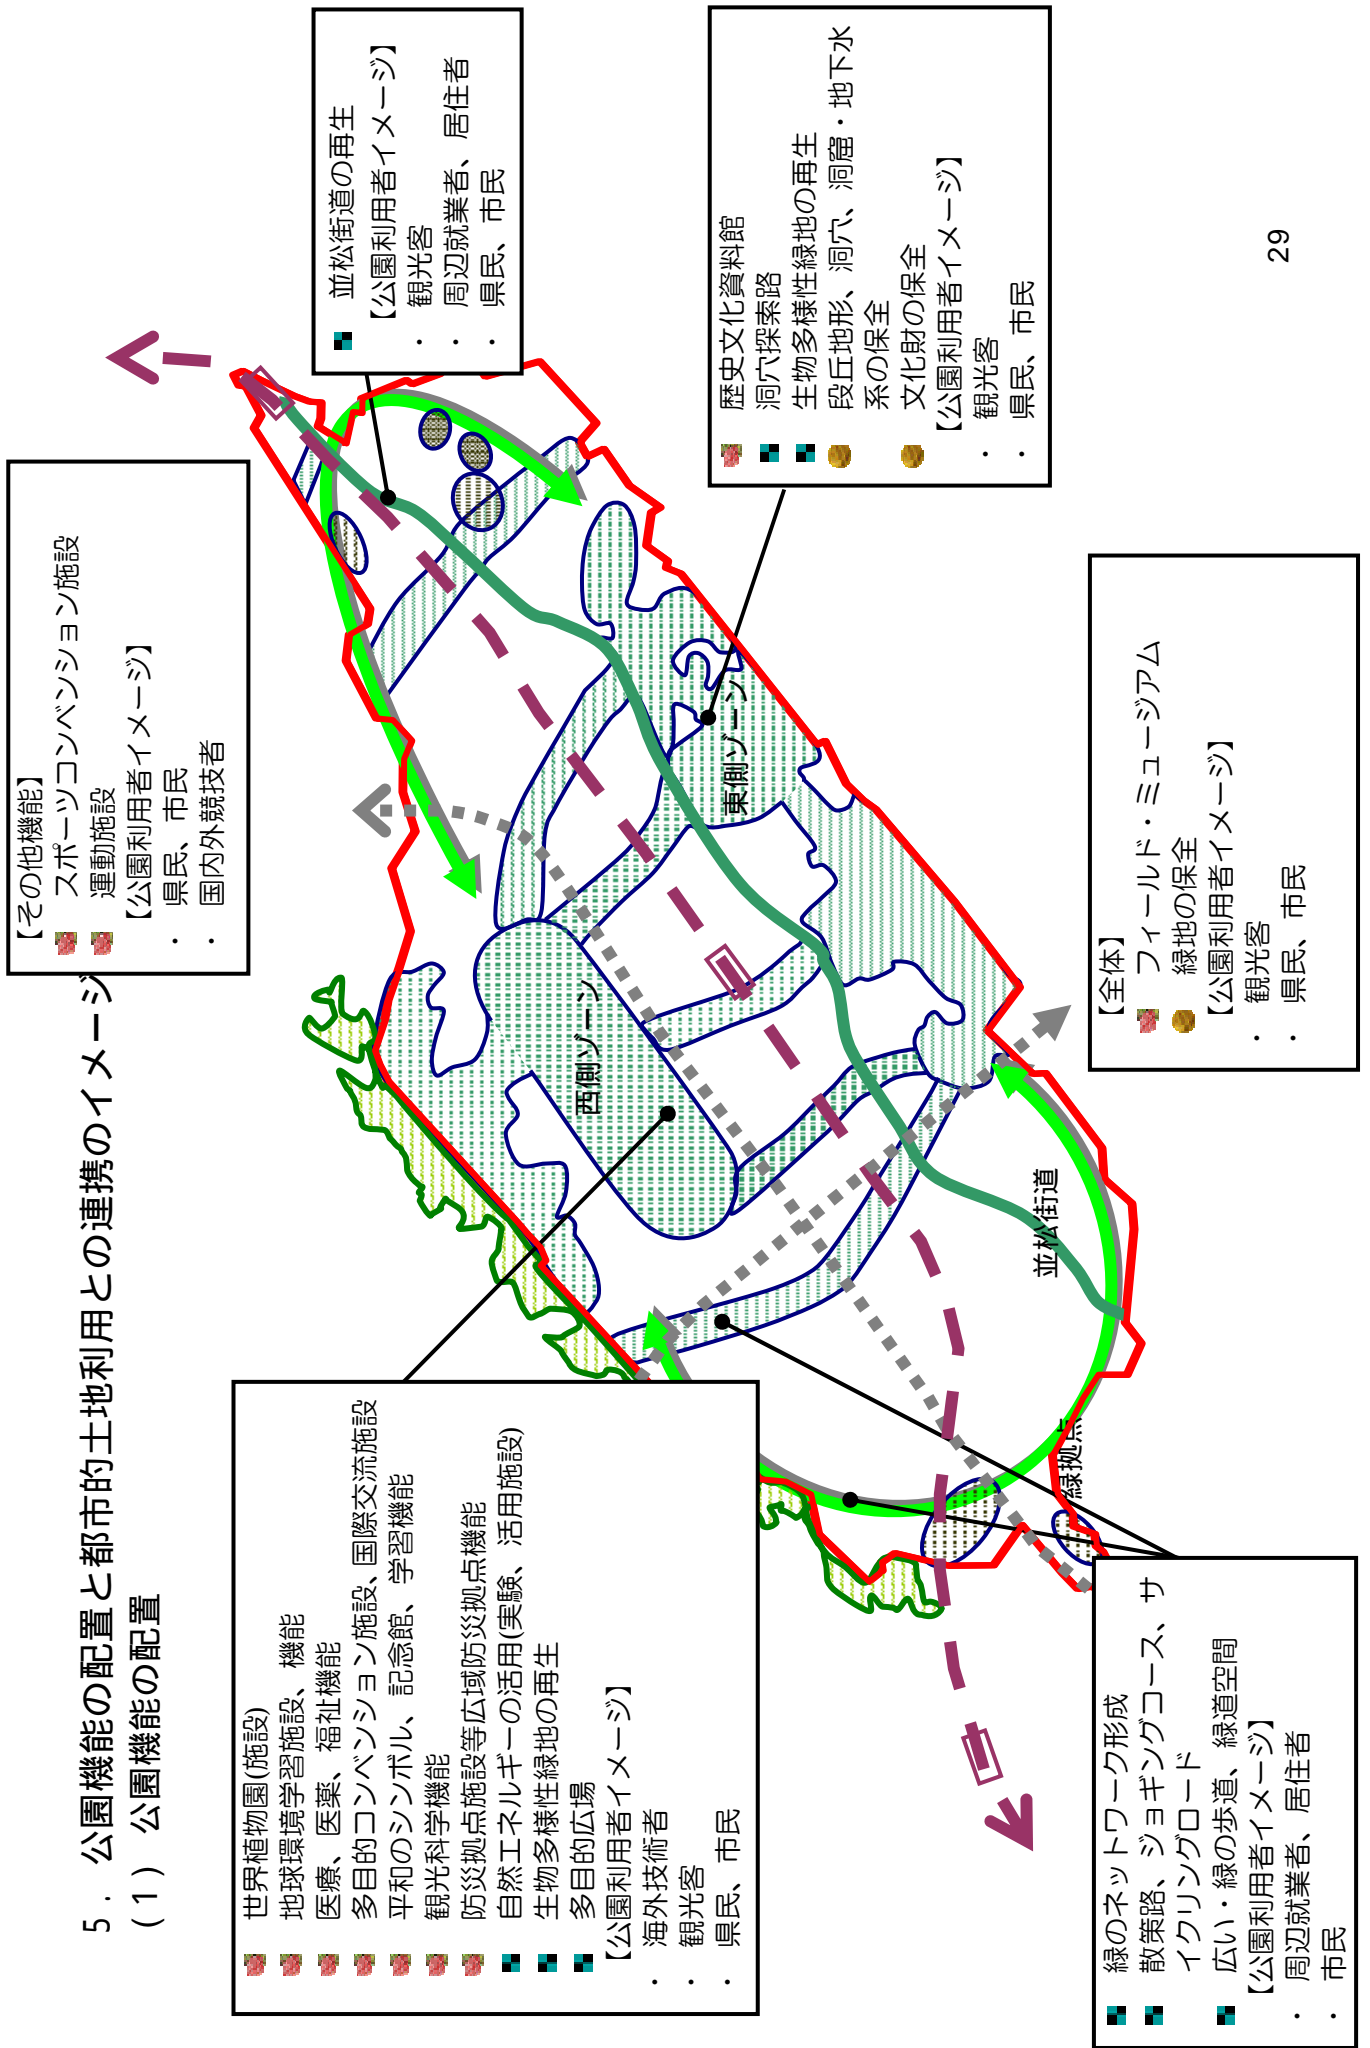 5．公園機能の配置と都市的土地利用との連携のイメージ
(1) 公園機能の配置
世界植物園(施設)
地球環境学習施設、機能
医療、医薬、福祉機能
多目的コンベンション施設、国際交流施設
平和のシンボル、記念館、学習機能
観光科学機能
防災拠点施設等広域防災拠点機能
自然エネルギーの活用(実験、活用施設)
生物多様性緑地の再生
多目的広場
【公園利用者イメージ】
・ 海外技術者
・ 観光客
・ 県民、市民
【その他機能】
スポーツコンベンション施設
運動施設
【公園利用者イメージ】
・ 県民、市民
・ 国内外競技者
並松街道の再生
【公園利用者イメージ】
・ 観光客
・ 周辺就業者、居住者
・ 県民、市民
西側ゾーン
東側ゾーン
並松街道
緑拠点
歴史文化資料館
洞穴探索路
生物多様性緑地の再生
段丘地形、洞穴、洞窟・地下水
系の保全
文化財の保全
【公園利用者イメージ】
・ 観光客
・ 県民、市民
緑のネットワーク形成
散策路、ジョギングコース、サ
イクリングロード
広い・緑の歩道、緑道空間
【公園利用者イメージ】
・ 周辺就業者、居住者
・ 市民
【全体】
フィールド・ミュージアム
緑地の保全
【公園利用者イメージ】
・ 観光客
・ 県民、市民
29